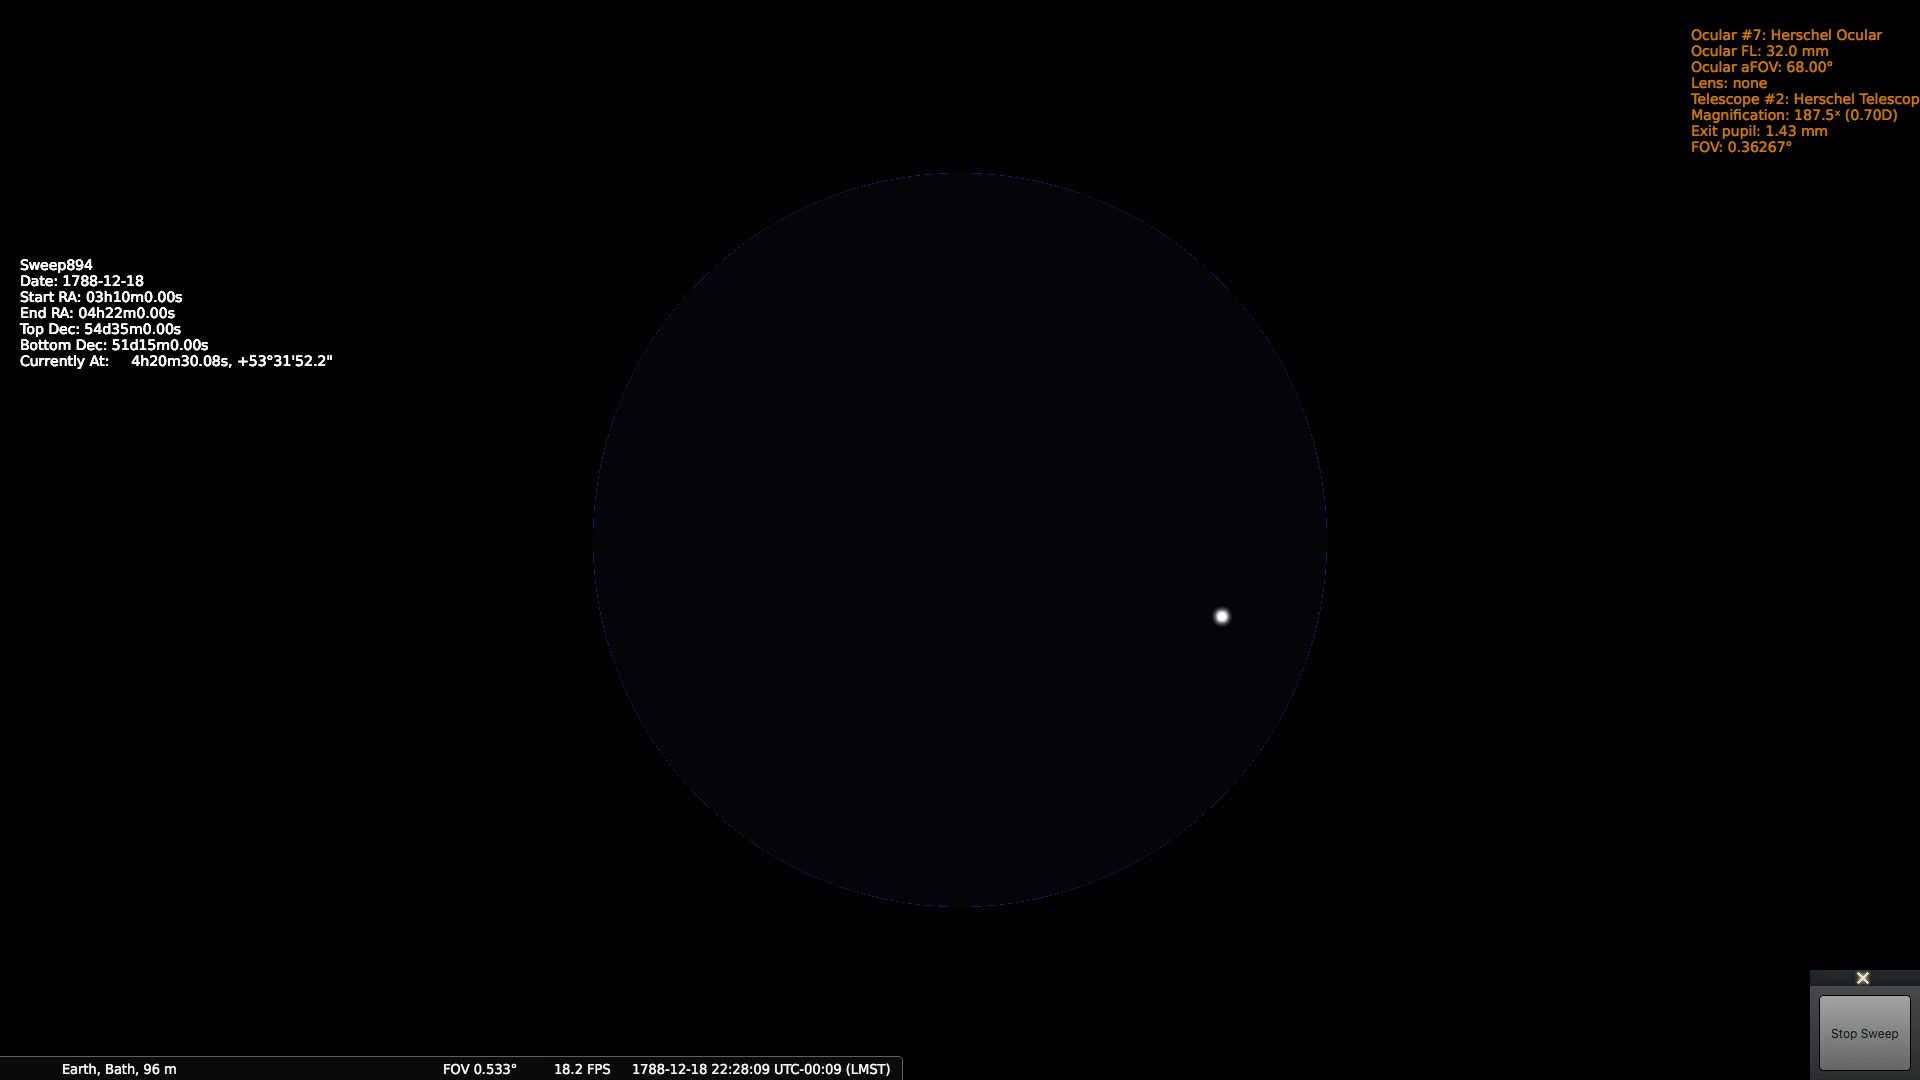 Ocular #7: Herschel Ocular
Ocular FL: 32.0 mm
Ocular aFOV: 68.00°
Lens: none
Telescope #2: Herschel Telescop
Magnification: 187.5ˣ (0.70D)
Exit pupil: 1.43 mm
FOV: 0.36267°
Sweep894
Date: 1788-12-18
Start RA: 03h10m0.00s
End RA: 04h22m0.00s
Top Dec: 54d35m0.00s
Bottom Dec: 51d15m0.00s
Currently At: 4h20m30.08s, +53°31'52.2"
Stop Sweep
Earth, Bath, 96 m FOV 0.533° 18.2 FPS 1788-12-18 22:28:09 UTC-00:09 (LMST)